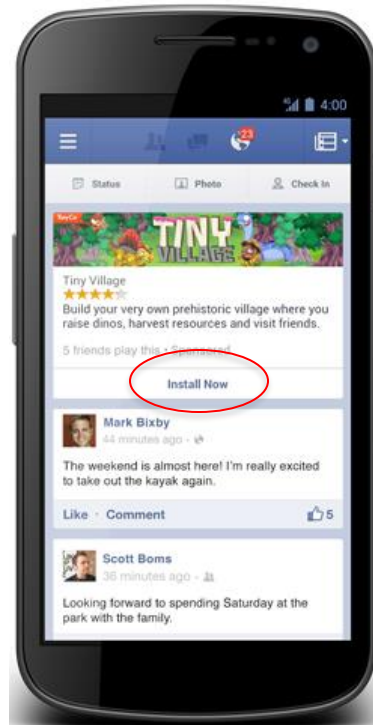 4:00
23
Status Photo Check In
ToyCo
TINY
VILLAGE
Tiny Village
Build your very own prehistoric village where you
raise dinos, harvest resources and visit friends.
5 friends play this • Sponsored
Install Now
Mark Bixby
44 minutes ago
The weekend is almost here! I'm really excited
to take out the kayak again.
Like · Comment 5
Scott Boms
36 minutes ago
Looking forward to spending Saturday at the
park with the family.